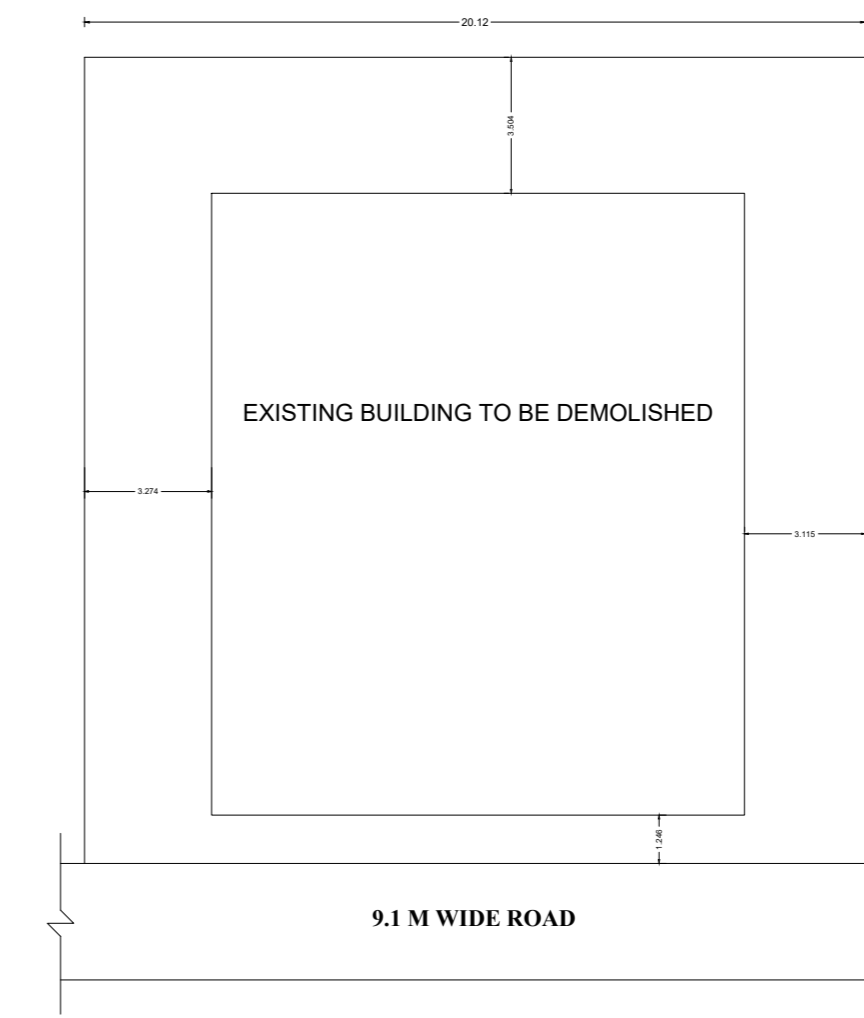 20.12
3.504
EXISTING BUILDING TO BE DEMOLISHED
3.274
3.115
1.246
9.1 M WIDE ROAD